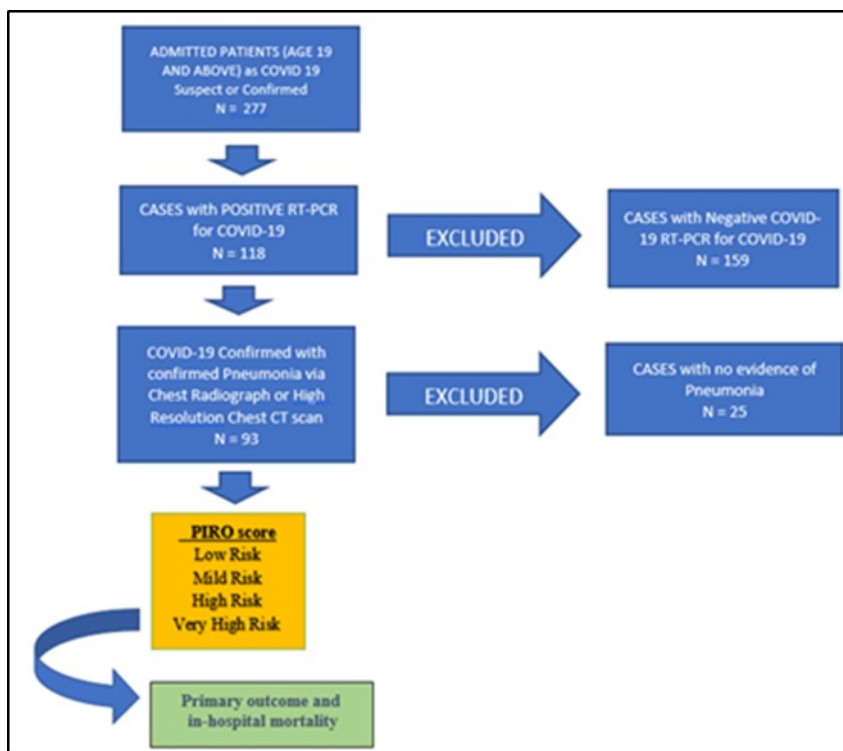 ADMITTED PATIENTS (AGE 19
AND ABOVE) as COVID 19
Suspect or Confirmed
N = 277
CASES with POSITIVE RT-PCR
for COVID-19
N = 118
EXCLUDED
CASES with Negative COVID-
19 RT-PCR for COVID-19
N = 159
COVID-19 Confirmed with
confirmed Pneumonia via
Chest Radiograph or High
Resolution Chest CT scan
N = 93
EXCLUDED
CASES with no evidence of
Pneumonia
N = 25
PIRO score
Low Risk
Mild Risk
High Risk
Very High Risk
Primary outcome and
in-hospital mortality